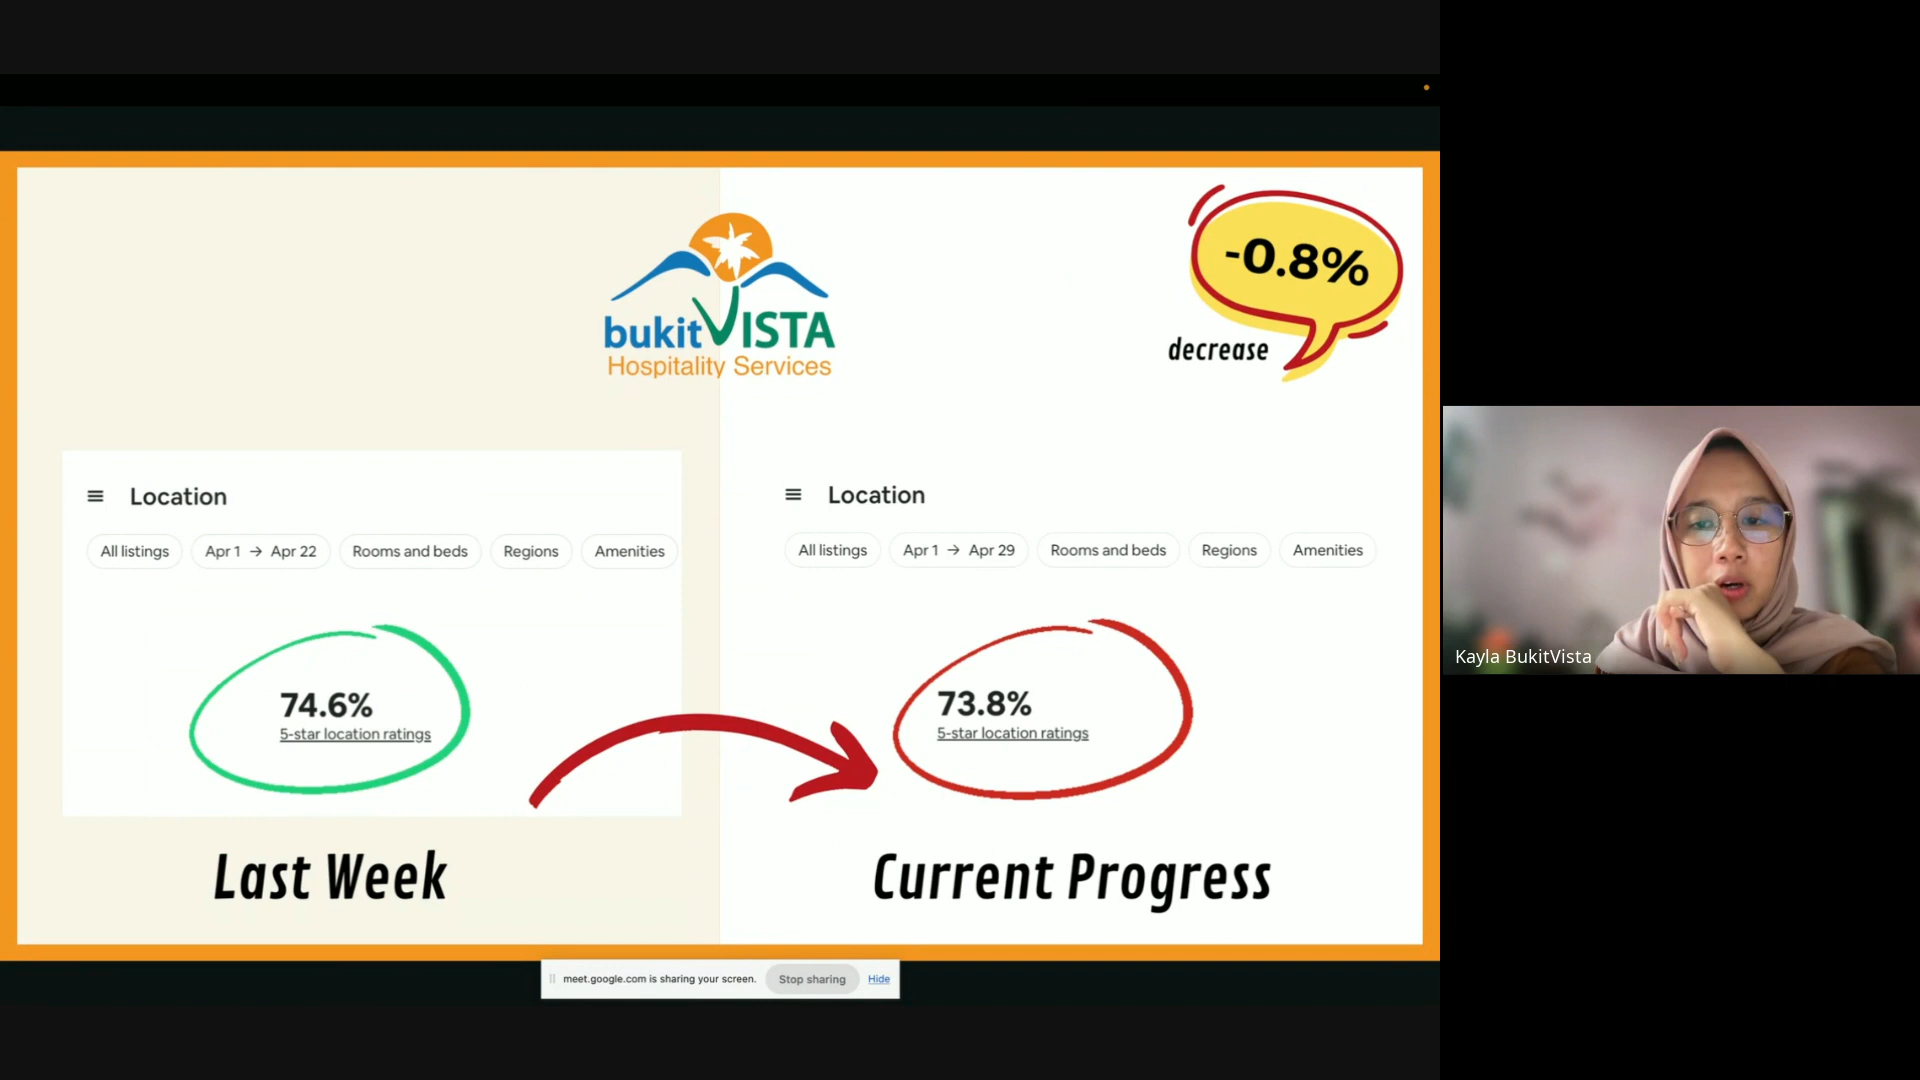 bukitVISTA
Hospitality Services
-0.8%
decrease
Location
All listings
Apr 1 → Apr 22
Rooms and beds
Regions
Amenities
74.6%
5-star location ratings
Last Week
Location
All listings
Apr 1 → Apr 29
Rooms and beds
Regions
Amenities
73.8%
5-star location ratings
Current Progress
meet.google.com is sharing your screen.
Stop sharing
Hide
Kayla BukitVista